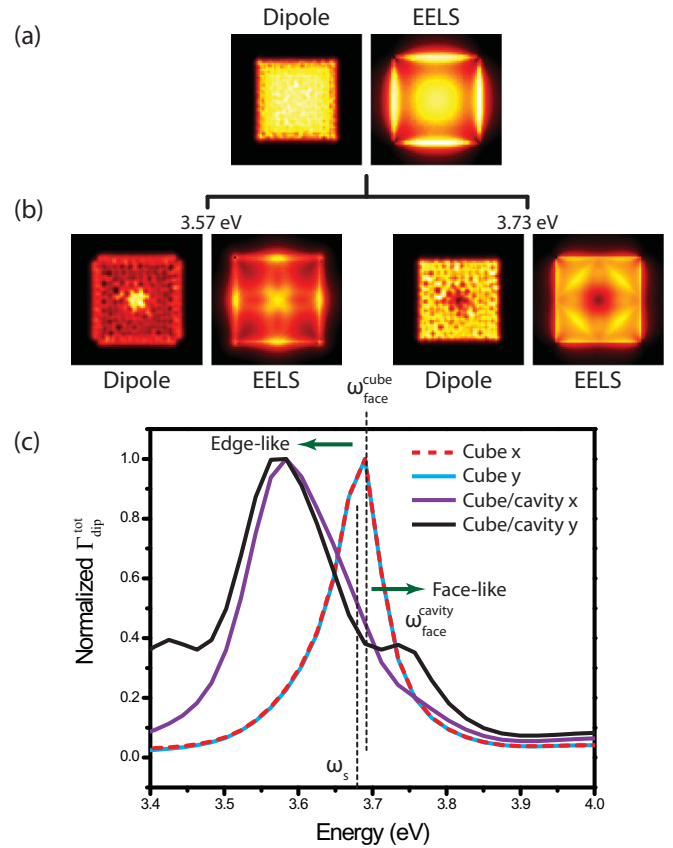 (a)
Dipole EELS
(b)
3.57 eV 3.73 eV
Dipole EELS Dipole EELS
ω_face^cube
(c)
Edge-like
Cube x
Cube y
Cube/cavity x
Cube/cavity y
Face-like
ω_face^cavity
ω_s
Normalized Γ_dip^tot
1.0
0.8
0.6
0.4
0.2
0.0
3.4 3.5 3.6 3.7 3.8 3.9 4.0
Energy (eV)